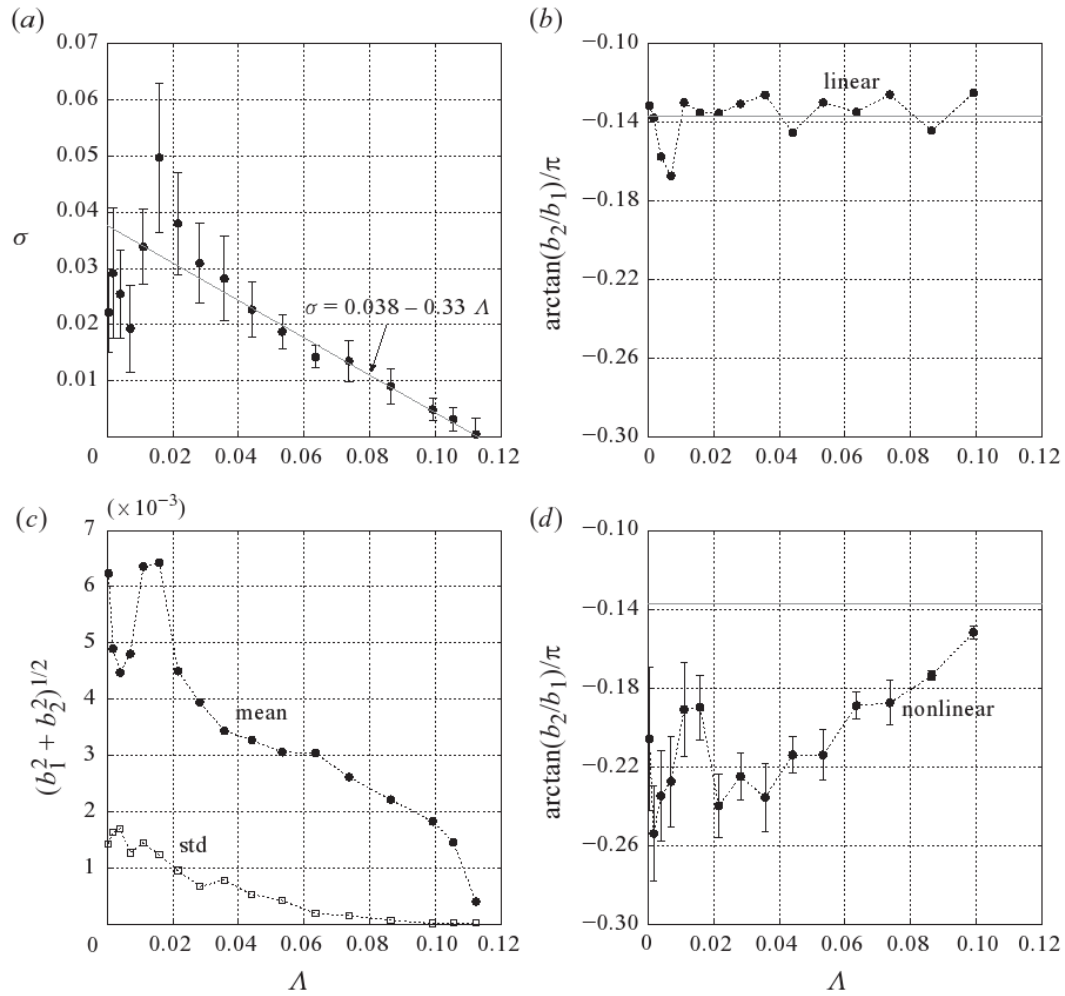 (a)
0.07
0.06
0.05
0.04
σ
0.03
0.02
0.01
σ = 0.038 – 0.33 Λ
0 0.02 0.04 0.06 0.08 0.10 0.12
(b)
–0.10
linear
–0.14
–0.18
arctan(b₂/b₁)/π
–0.22
–0.26
–0.30
0 0.02 0.04 0.06 0.08 0.10 0.12
(c)
(×10⁻³)
7
6
5
4
(b₁² + b₂²)^1/2
mean
3
2
std
1
0 0.02 0.04 0.06 0.08 0.10 0.12
Λ
(d)
–0.10
–0.14
–0.18
nonlinear
arctan(b₂/b₁)/π
–0.22
–0.26
–0.30
0 0.02 0.04 0.06 0.08 0.10 0.12
Λ